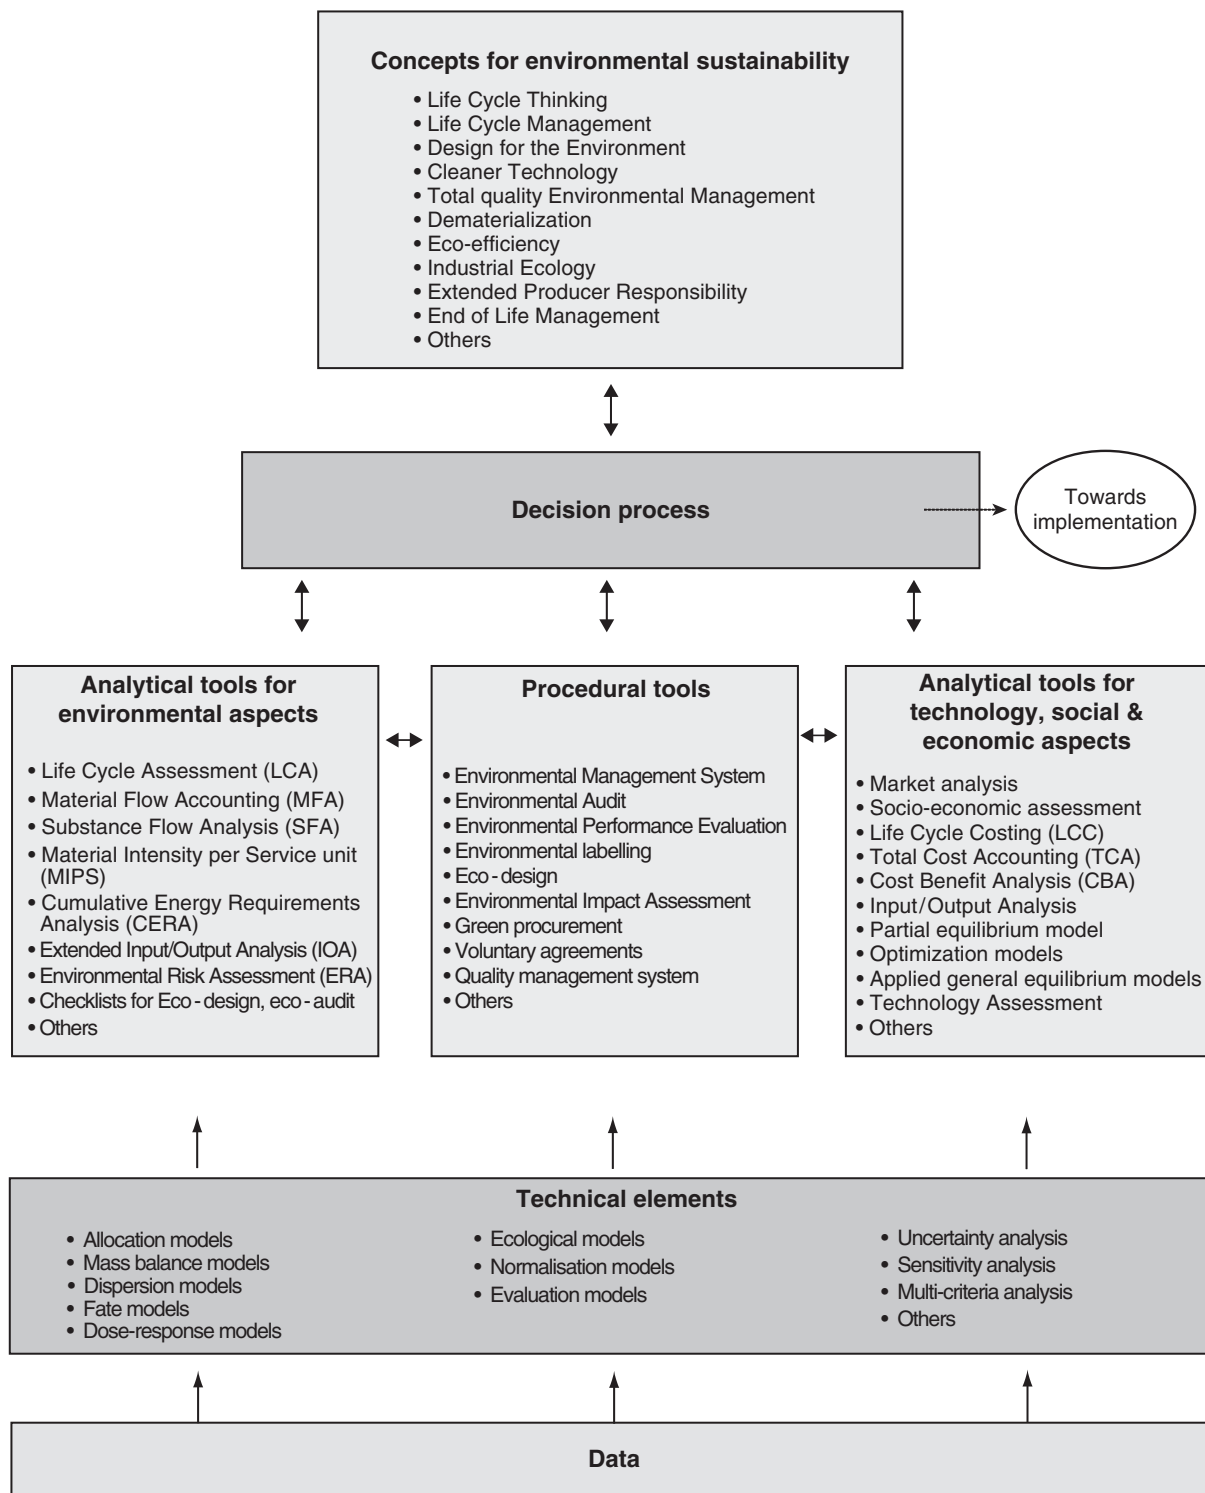 Concepts for environmental sustainability
• Life Cycle Thinking
• Life Cycle Management
• Design for the Environment
• Cleaner Technology
• Total quality Environmental Management
• Dematerialization
• Eco-efficiency
• Industrial Ecology
• Extended Producer Responsibility
• End of Life Management
• Others
Decision process
Towards
implementation
Analytical tools for
environmental aspects
• Life Cycle Assessment (LCA)
• Material Flow Accounting (MFA)
• Substance Flow Analysis (SFA)
• Material Intensity per Service unit
(MIPS)
• Cumulative Energy Requirements
Analysis (CERA)
• Extended Input/Output Analysis (IOA)
• Environmental Risk Assessment (ERA)
• Checklists for Eco-design, eco-audit
• Others
Procedural tools
• Environmental Management System
• Environmental Audit
• Environmental Performance Evaluation
• Environmental labelling
• Eco-design
• Environmental Impact Assessment
• Green procurement
• Voluntary agreements
• Quality management system
• Others
Analytical tools for
technology, social &
economic aspects
• Market analysis
• Socio-economic assessment
• Life Cycle Costing (LCC)
• Total Cost Accounting (TCA)
• Cost Benefit Analysis (CBA)
• Input/Output Analysis
• Partial equilibrium model
• Optimization models
• Applied general equilibrium models
• Technology Assessment
• Others
Technical elements
• Allocation models
• Mass balance models
• Dispersion models
• Fate models
• Dose-response models
• Ecological models
• Normalisation models
• Evaluation models
• Uncertainty analysis
• Sensitivity analysis
• Multi-criteria analysis
• Others
Data